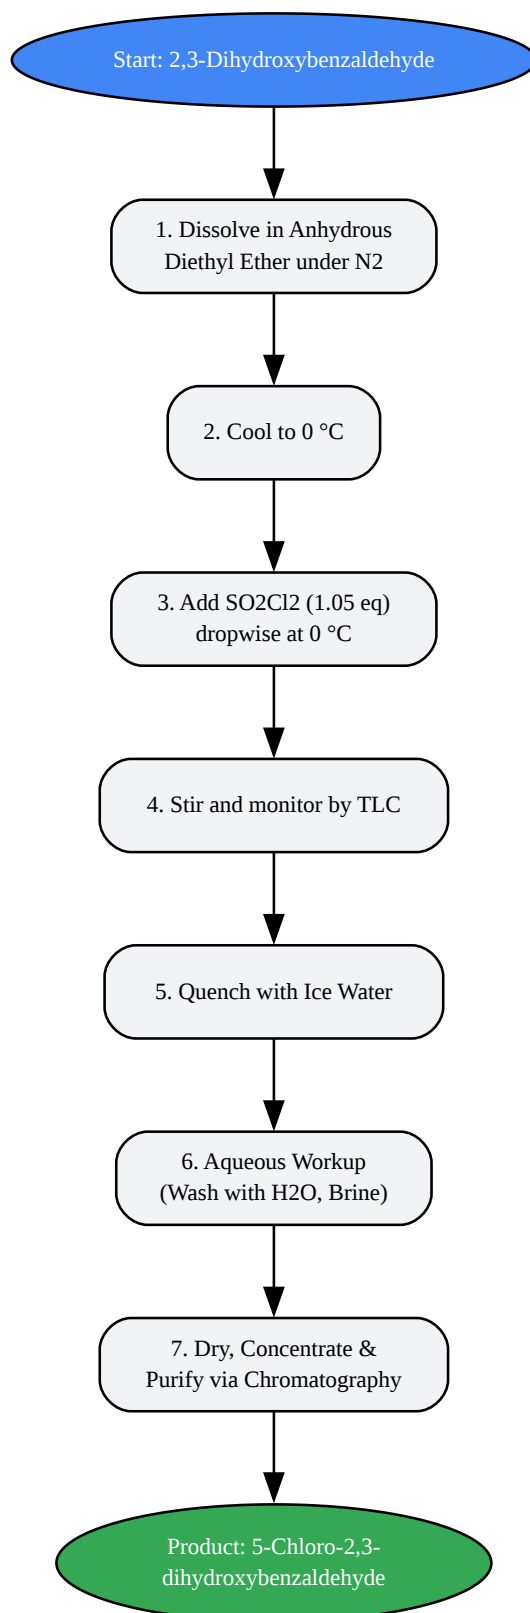 Start: 2,3-Dihydroxybenzaldehyde
1. Dissolve in Anhydrous
Diethyl Ether under N2
2. Cool to 0 °C
3. Add SO2Cl2 (1.05 eq)
dropwise at 0 °C
4. Stir and monitor by TLC
5. Quench with Ice Water
6. Aqueous Workup
(Wash with H2O, Brine)
7. Dry, Concentrate &
Purify via Chromatography
Product: 5-Chloro-2,3-
dihydroxybenzaldehyde